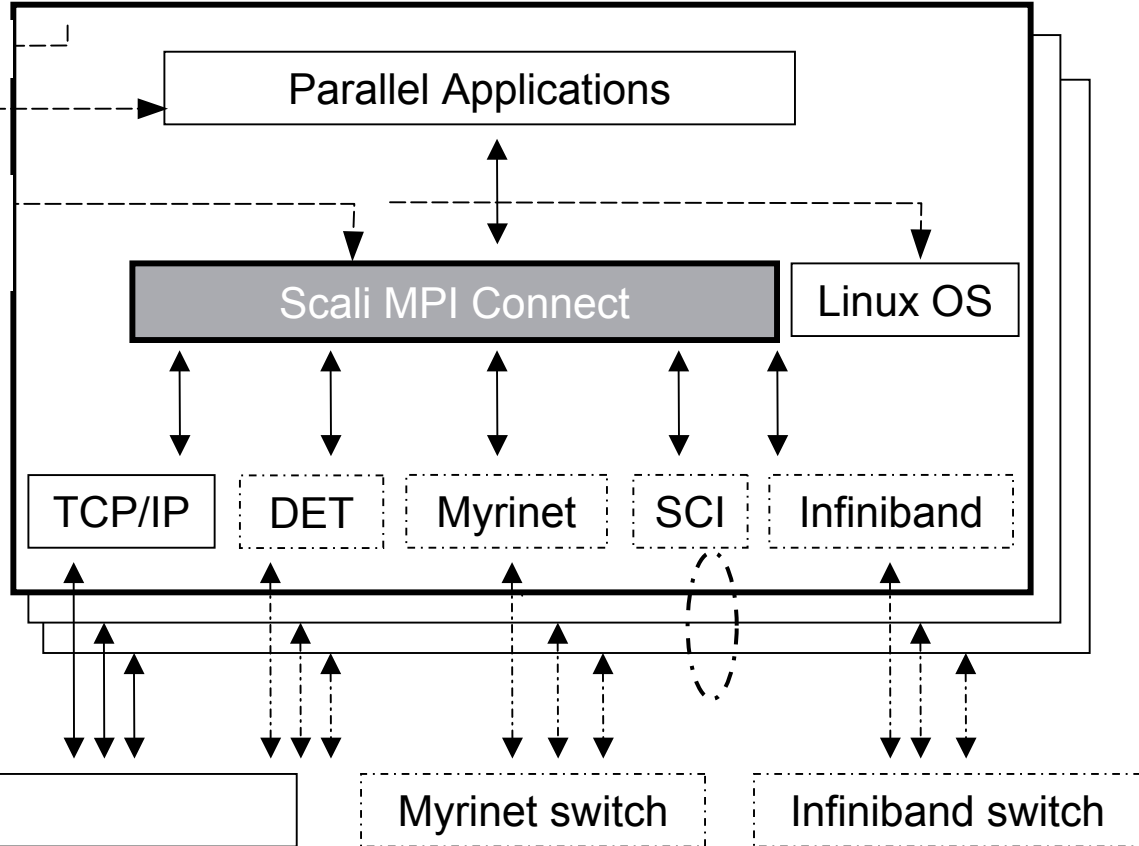 Parallel Applications
Scali MPI Connect
Linux OS
TCP/IP
DET
Myrinet
SCI
Infiniband
Myrinet switch
Infiniband switch